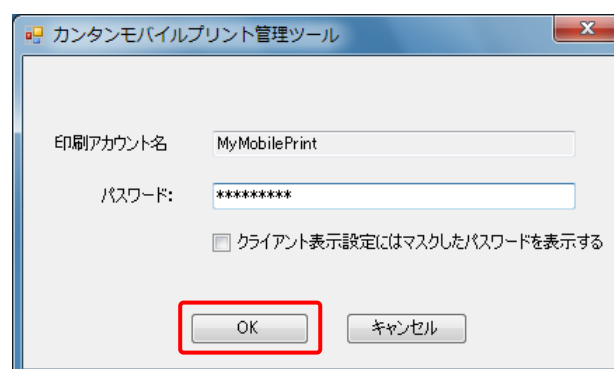 カンタンモバイルプリント管理ツール
印刷アカウント名 MyMobilePrint
パスワード: *********
クライアント表示設定にはマスクしたパスワードを表示する
OK キャンセル